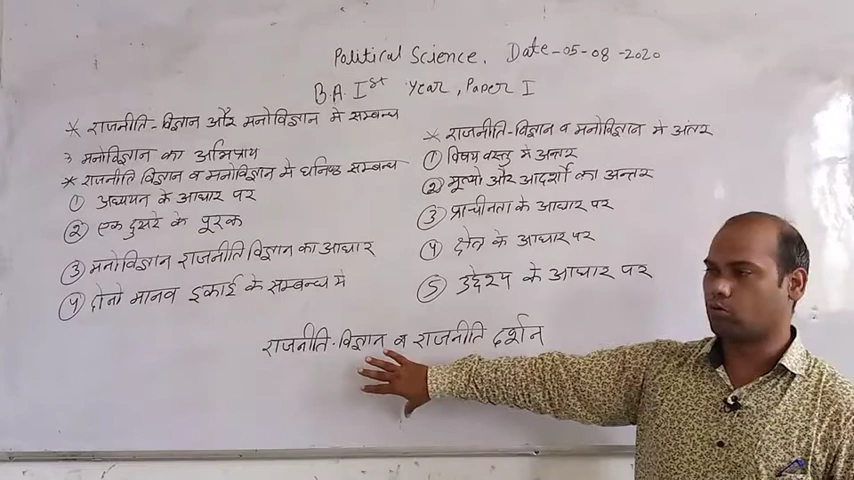 Political Science. Date-05-08-2020
B.A. Ist Year, Paper I
* राजनीति-विज्ञान और मनोविज्ञान मे सम्बन्ध
→ मनोविज्ञान का अभिप्राय
* राजनीति विज्ञान व मनोविज्ञान मे घनिष्ठ सम्बन्ध
① अध्ययन के आधार पर
② एक दुसरे के पूरक
③ मनोविज्ञान राजनीति विज्ञान का आधार
④ दोनो मानव इकाई के सम्बन्ध मे
* राजनीति-विज्ञान व मनोविज्ञान मे अंतर
① विषय वस्तु मे अन्तर
② मूल्यो और आदर्शो का अन्तर
③ प्राचीनता के आधार पर
④ क्षेत्र के आधार पर
⑤ उद्देश्य के आधार पर
राजनीति-विज्ञान व राजनीति दर्शन